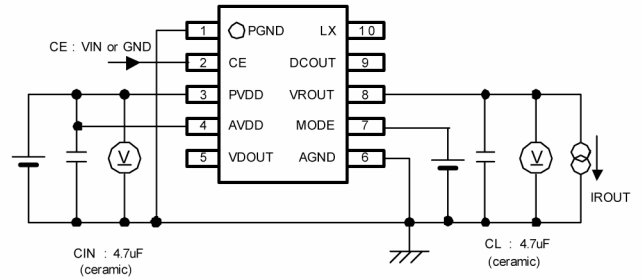 1 PGND LX 10
CE : VIN or GND
2 CE DCOUT 9
3 PVDD VROUT 8
4 AVDD MODE 7
5 VDOUT AGND 6
V
V
IROUT
CIN : 4.7uF
(ceramic)
CL : 4.7uF
(ceramic)